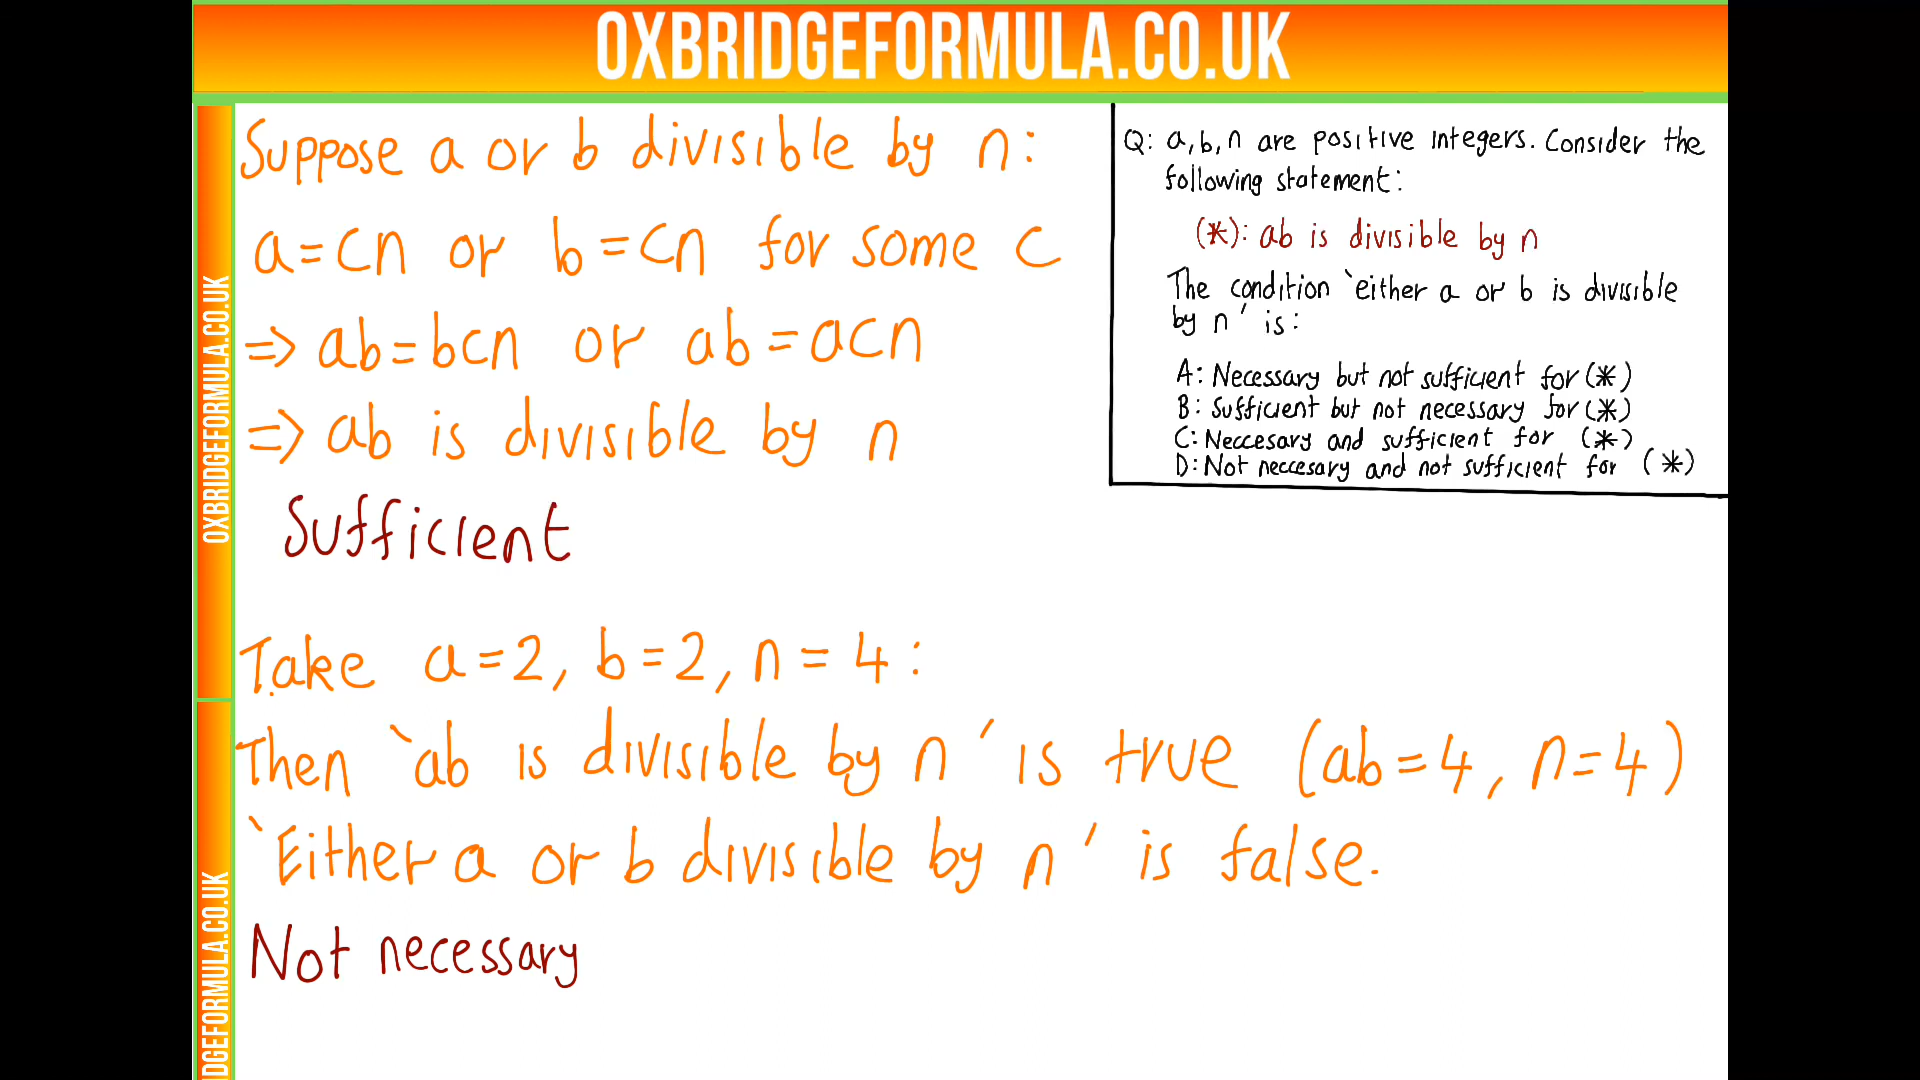 OXBRIDGEFORMULA.CO.UK
Suppose a or b divisible by n:
a=cn or b=cn for some c
=> ab=bcn or ab=acn
=> ab is divisible by n
Sufficient
Take a=2, b=2, n=4:
Then `ab is divisible by n' is true (ab=4, n=4)
`Either a or b divisible by n' is false.
Not necessary
Q: a,b,n are positive integers. Consider the
following statement:
(*): ab is divisible by n
The condition `either a or b is divisible
by n' is:
A: Necessary but not sufficient for (*)
B: Sufficient but not necessary for (*)
C: Neccesary and sufficient for (*)
D: Not neccesary and not sufficient for (*)
OXBRIDGEFORMULA.CO.UK
DGEFORMULA.CO.UK